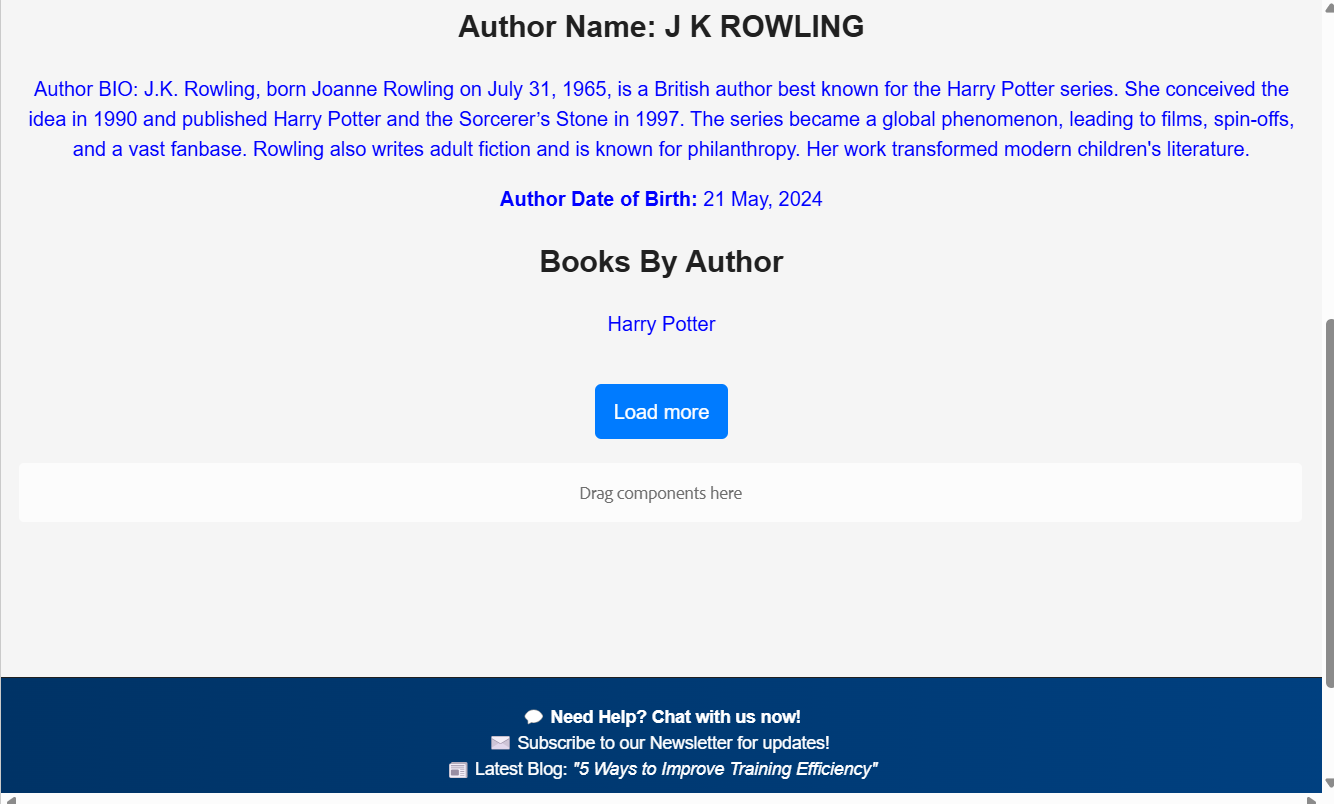 Author Name: J K ROWLING
Author BIO: J.K. Rowling, born Joanne Rowling on July 31, 1965, is a British author best known for the Harry Potter series. She conceived the
idea in 1990 and published Harry Potter and the Sorcerer’s Stone in 1997. The series became a global phenomenon, leading to films, spin-offs,
and a vast fanbase. Rowling also writes adult fiction and is known for philanthropy. Her work transformed modern children's literature.
Author Date of Birth: 21 May, 2024
Books By Author
Harry Potter
Load more
Drag components here
Need Help? Chat with us now!
Subscribe to our Newsletter for updates!
Latest Blog: "5 Ways to Improve Training Efficiency"